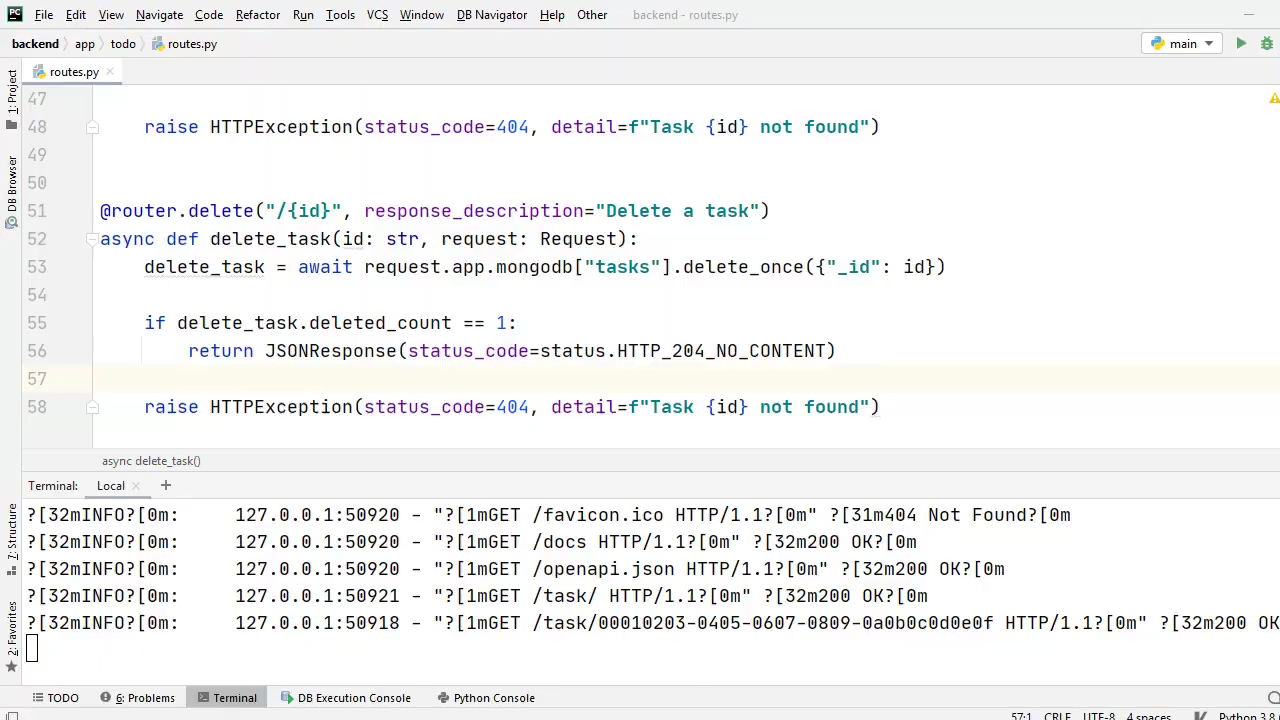 PC File Edit View Navigate Code Refactor Run Tools VCS Window DB Navigator Help Other backend - routes.py
backend app todo routes.py main
routes.py
1: Project
DB Browser
7: Structure
2: Favorites
47
48 raise HTTPException(status_code=404, detail=f"Task {id} not found")
49
50
51 @router.delete("/{id}", response_description="Delete a task")
52 async def delete_task(id: str, request: Request):
53 delete_task = await request.app.mongodb["tasks"].delete_once({"_id": id})
54
55 if delete_task.deleted_count == 1:
56 return JSONResponse(status_code=status.HTTP_204_NO_CONTENT)
57
58 raise HTTPException(status_code=404, detail=f"Task {id} not found")
async delete_task()
Terminal: Local +
?[32mINFO?[0m: 127.0.0.1:50920 - "?[1mGET /favicon.ico HTTP/1.1?[0m" ?[31m404 Not Found?[0m
?[32mINFO?[0m: 127.0.0.1:50920 - "?[1mGET /docs HTTP/1.1?[0m" ?[32m200 OK?[0m
?[32mINFO?[0m: 127.0.0.1:50920 - "?[1mGET /openapi.json HTTP/1.1?[0m" ?[32m200 OK?[0m
?[32mINFO?[0m: 127.0.0.1:50921 - "?[1mGET /task/ HTTP/1.1?[0m" ?[32m200 OK?[0m
?[32mINFO?[0m: 127.0.0.1:50918 - "?[1mGET /task/00010203-0405-0607-0809-0a0b0c0d0e0f HTTP/1.1?[0m" ?[32m200 OK
TODO 6: Problems Terminal DB Execution Console Python Console
57:1 CRLF UTF-8 4 spaces Python 3.8